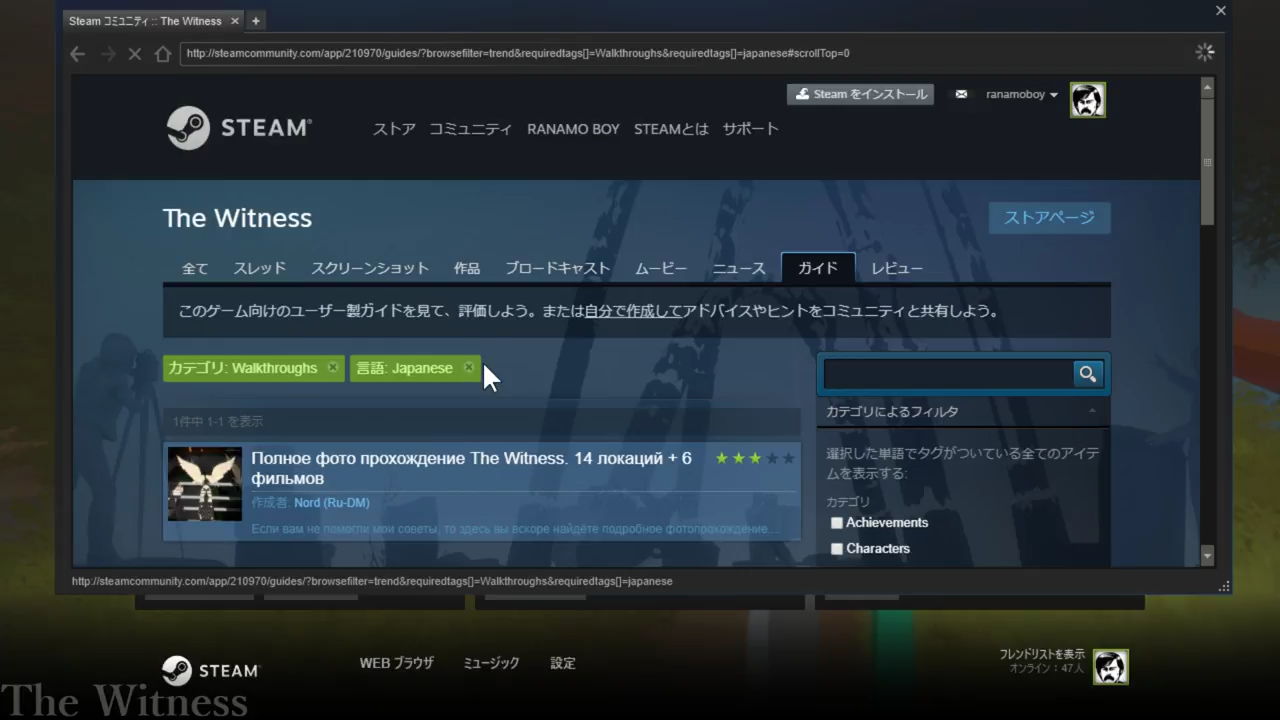 Steam コミュニティ :: The Witness
http://steamcommunity.com/app/210970/guides/?browsefilter=trend&requiredtags[]=Walkthroughs&requiredtags[]=japanese#scrollTop=0
Steam をインストール
ranamoboy
STEAM
ストア コミュニティ RANAMO BOY STEAMとは サポート
The Witness
ストアページ
全て スレッド スクリーンショット 作品 ブロードキャスト ムービー ニュース ガイド レビュー
このゲーム向けのユーザー製ガイドを見て、評価しよう。または自分で作成してアドバイスやヒントをコミュニティと共有しよう。
カテゴリ: Walkthroughs 言語: Japanese
1件中 1-1 を表示
Полное фото прохождение The Witness. 14 локаций + 6
фильмов
作成者: Nord (Ru-DM)
Если вам не помогли мои советы, то здесь вы вскоре найдёте подробное фотопрохождение....
カテゴリによるフィルタ
選択した単語でタグがついている全てのアイテ
ムを表示する:
カテゴリ
Achievements
Characters
http://steamcommunity.com/app/210970/guides/?browsefilter=trend&requiredtags[]=Walkthroughs&requiredtags[]=japanese
STEAM
WEB ブラウザ ミュージック 設定
フレンドリストを表示
オンライン：47人
The Witness